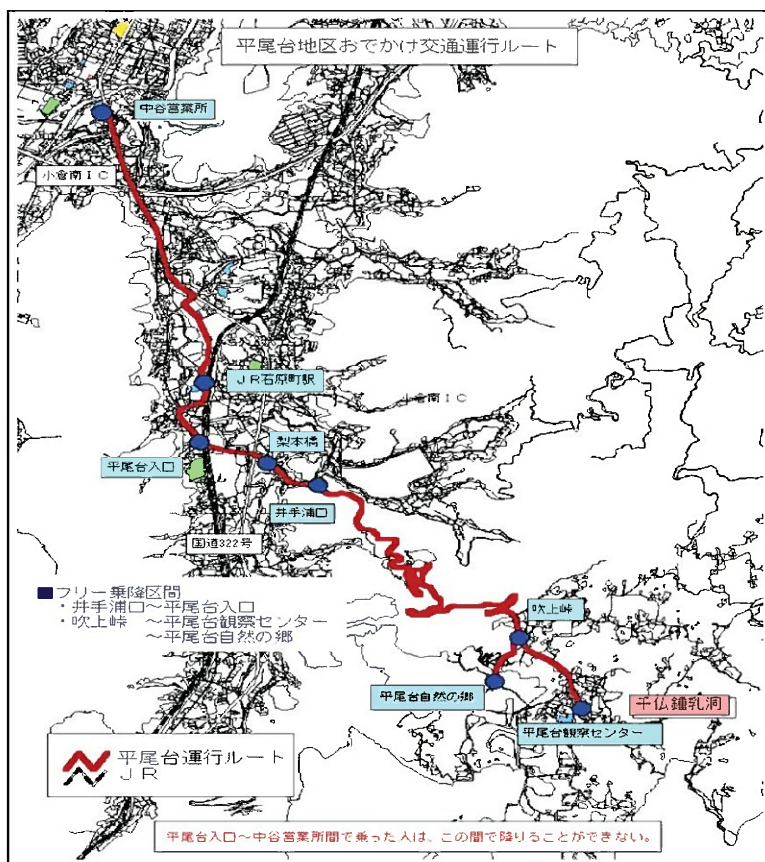 平尾台地区おでかけ交通運行ルート
中谷営業所
小倉南ＩＣ
ＪＲ石原町駅
小倉南ＩＣ
梨本橋
平尾台入口
井手浦口
国道322号
■フリー乗降区間
・井手浦口～平尾台入口
・吹上峠　～平尾台観察センター
～平尾台自然の郷
吹上峠
平尾台自然の郷
千仏鍾乳洞
平尾台観察センター
平尾台運行ルート
ＪＲ
平尾台入口～中谷営業所間で乗った人は、この間で降りることができない。